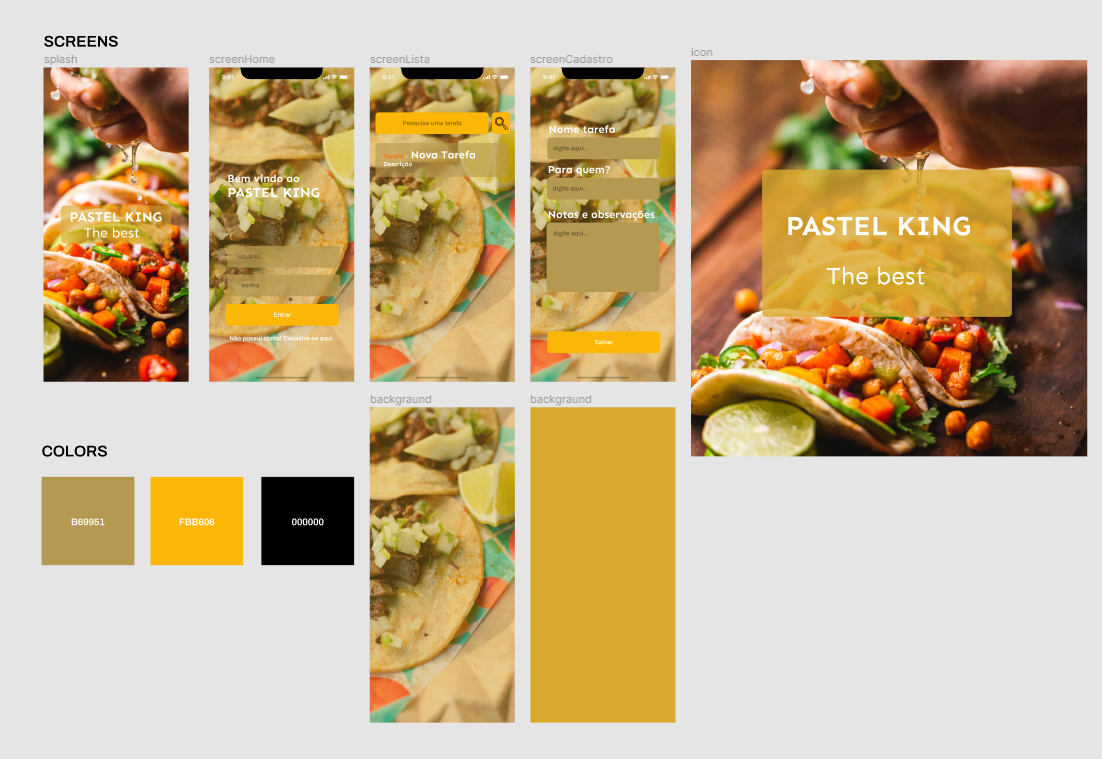 SCREENS
splash
PASTEL KING
The best
screenHome
9:41
Bem vindo ao
PASTEL KING
usuario..
senha
Entrar
Não possui conta! Cadastre-se aqui
screenLista
9:41
Pesquise uma tarefa
Tarefa Nova Tarefa
Descrição
screenCadastro
9:41
Nome tarefa
digite aqui...
Para quem?
digite aqui...
Notas e observações
digite aqui...
Salvar
icon
PASTEL KING
The best
backgraund
backgraund
COLORS
B69951
FBB606
000000